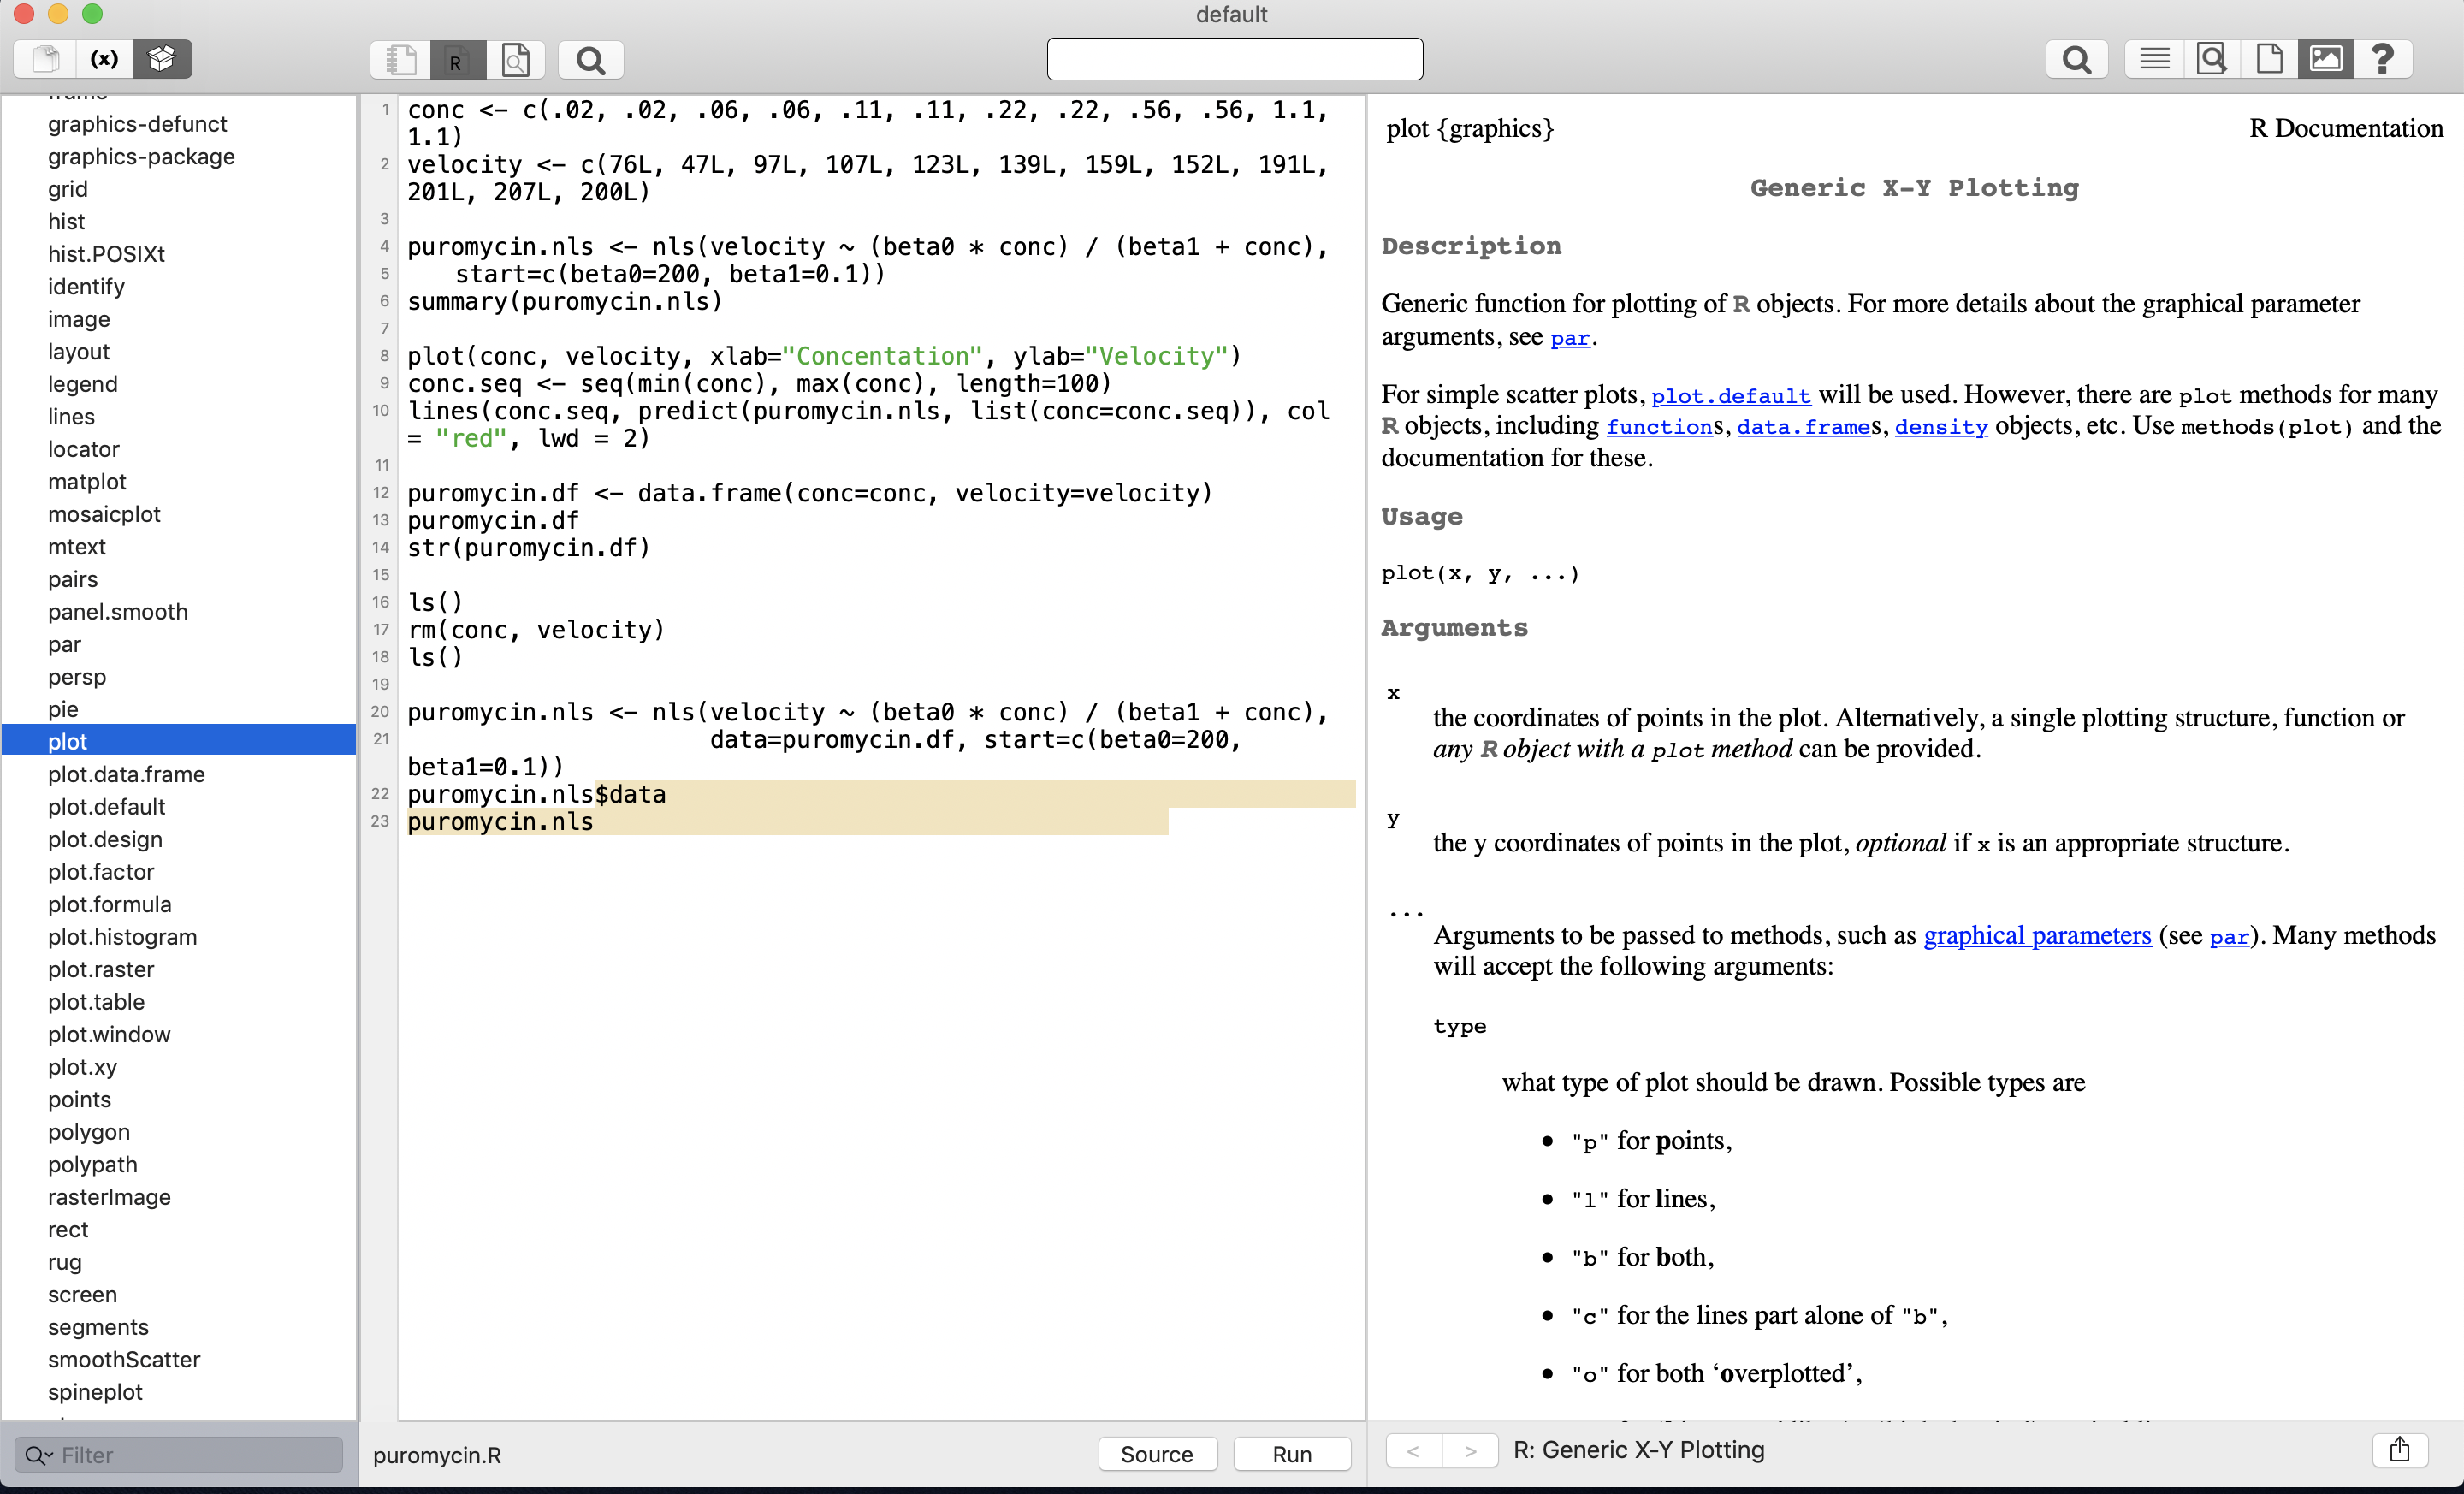 default
(x)
R
?
graphics-defunct
graphics-package
grid
hist
hist.POSIXt
identify
image
layout
legend
lines
locator
matplot
mosaicplot
mtext
pairs
panel.smooth
par
persp
pie
plot
plot.data.frame
plot.default
plot.design
plot.factor
plot.formula
plot.histogram
plot.raster
plot.table
plot.window
plot.xy
points
polygon
polypath
rasterImage
rect
rug
screen
segments
smoothScatter
spineplot
Filter
1 conc <- c(.02, .02, .06, .06, .11, .11, .22, .22, .56, .56, 1.1,
1.1)
2 velocity <- c(76L, 47L, 97L, 107L, 123L, 139L, 159L, 152L, 191L,
201L, 207L, 200L)
3
4 puromycin.nls <- nls(velocity ~ (beta0 * conc) / (beta1 + conc),
5 start=c(beta0=200, beta1=0.1))
6 summary(puromycin.nls)
7
8 plot(conc, velocity, xlab="Concentation", ylab="Velocity")
9 conc.seq <- seq(min(conc), max(conc), length=100)
10 lines(conc.seq, predict(puromycin.nls, list(conc=conc.seq)), col
= "red", lwd = 2)
11
12 puromycin.df <- data.frame(conc=conc, velocity=velocity)
13 puromycin.df
14 str(puromycin.df)
15
16 ls()
17 rm(conc, velocity)
18 ls()
19
20 puromycin.nls <- nls(velocity ~ (beta0 * conc) / (beta1 + conc),
21 data=puromycin.df, start=c(beta0=200,
beta1=0.1))
22 puromycin.nls$data
23 puromycin.nls
puromycin.R
Source
Run
plot {graphics}
R Documentation
Generic X-Y Plotting
Description
Generic function for plotting of R objects. For more details about the graphical parameter
arguments, see par.
For simple scatter plots, plot.default will be used. However, there are plot methods for many
R objects, including functions, data.frames, density objects, etc. Use methods(plot) and the
documentation for these.
Usage
plot(x, y, ...)
Arguments
x
the coordinates of points in the plot. Alternatively, a single plotting structure, function or
any R object with a plot method can be provided.
y
the y coordinates of points in the plot, optional if x is an appropriate structure.
...
Arguments to be passed to methods, such as graphical parameters (see par). Many methods
will accept the following arguments:
type
what type of plot should be drawn. Possible types are
• "p" for points,
• "l" for lines,
• "b" for both,
• "c" for the lines part alone of "b",
• "o" for both ‘overplotted’,
< >
R: Generic X-Y Plotting